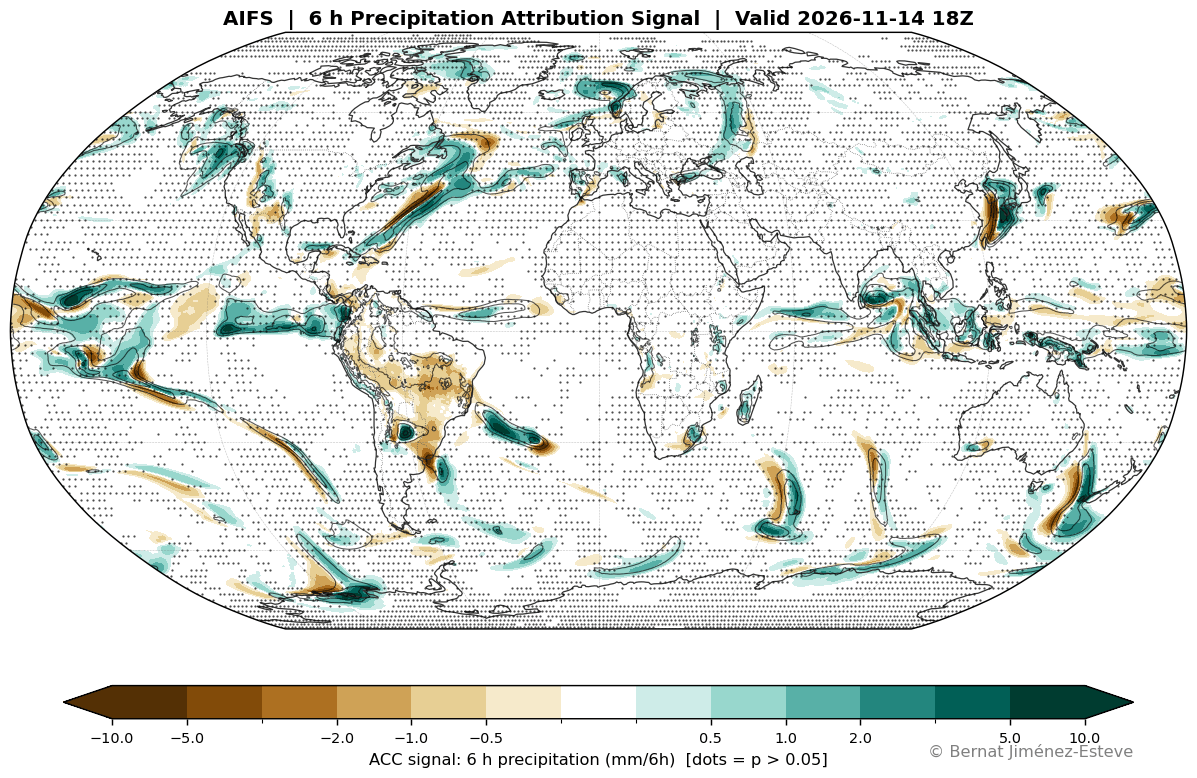 AIFS | 6 h Precipitation Attribution Signal | Valid 2026-11-14 18Z
−10.0 −5.0 −2.0 −1.0 −0.5 0.5 1.0 2.0 5.0 10.0
© Bernat Jiménez-Esteve
ACC signal: 6 h precipitation (mm/6h) [dots = p > 0.05]